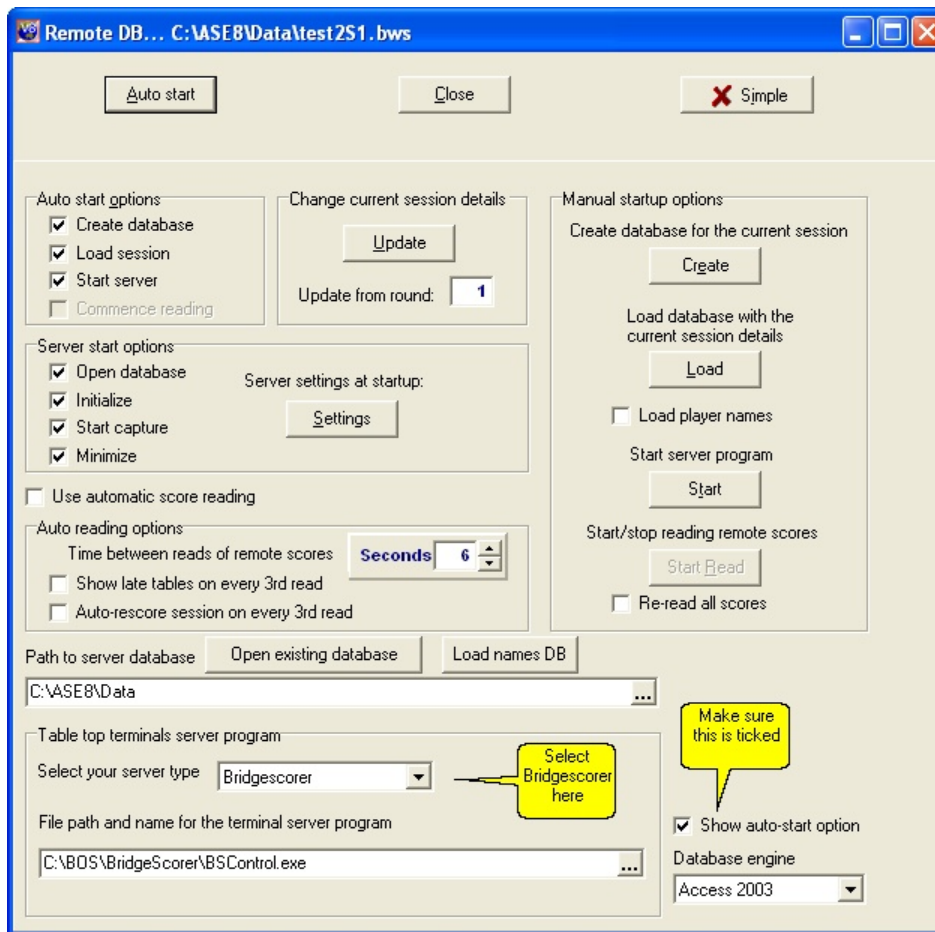 Remote DB... C:\ASE8\Data\test2S1.bws
Auto start
Close
Simple
Auto start options
Create database
Load session
Start server
Commence reading
Change current session details
Update
Update from round: 1
Manual startup options
Create database for the current session
Create
Load database with the
current session details
Load
Load player names
Start server program
Start
Start/stop reading remote scores
Start Read
Re-read all scores
Server start options
Open database
Initialize
Start capture
Minimize
Server settings at startup:
Settings
Use automatic score reading
Auto reading options
Time between reads of remote scores Seconds 6
Show late tables on every 3rd read
Auto-rescore session on every 3rd read
Path to server database Open existing database Load names DB
C:\ASE8\Data ...
Table top terminals server program
Select your server type Bridgescorer
Select
Bridgescorer
here
File path and name for the terminal server program
C:\BOS\BridgeScorer\BSControl.exe ...
Make sure
this is ticked
Show auto-start option
Database engine
Access 2003